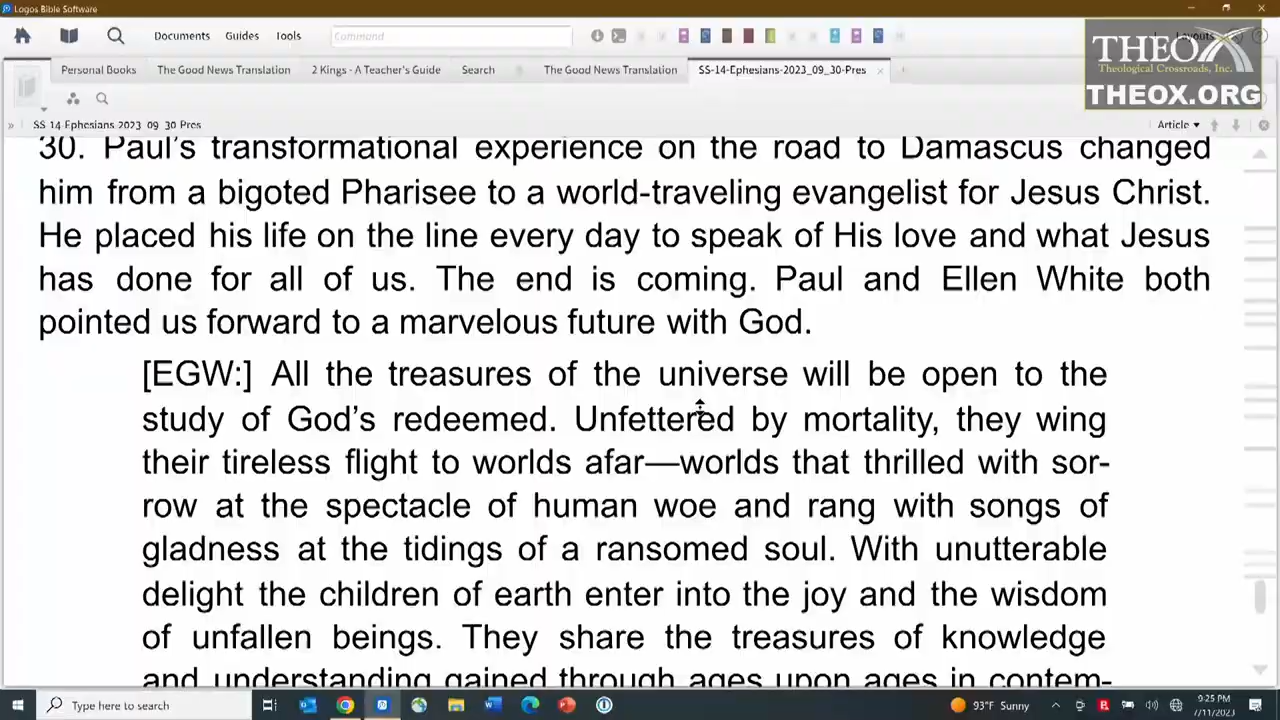 Logos Bible Software
Documents Guides Tools Command Layouts
THEOX
Theological Crossroads, Inc.
THEOX.ORG
Personal Books The Good News Translation 2 Kings - A Teacher's Guide Search The Good News Translation SS-14-Ephesians-2023_09_30-Pres
SS-14-Ephesians-2023_09_30-Pres Article
30. Paul's transformational experience on the road to Damascus changed
him from a bigoted Pharisee to a world-traveling evangelist for Jesus Christ.
He placed his life on the line every day to speak of His love and what Jesus
has done for all of us. The end is coming. Paul and Ellen White both
pointed us forward to a marvelous future with God.
[EGW:] All the treasures of the universe will be open to the
study of God's redeemed. Unfettered by mortality, they wing
their tireless flight to worlds afar—worlds that thrilled with sor-
row at the spectacle of human woe and rang with songs of
gladness at the tidings of a ransomed soul. With unutterable
delight the children of earth enter into the joy and the wisdom
of unfallen beings. They share the treasures of knowledge
and understanding gained through ages upon ages in contem-
Type here to search 93°F Sunny 9:25 PM
7/11/2023